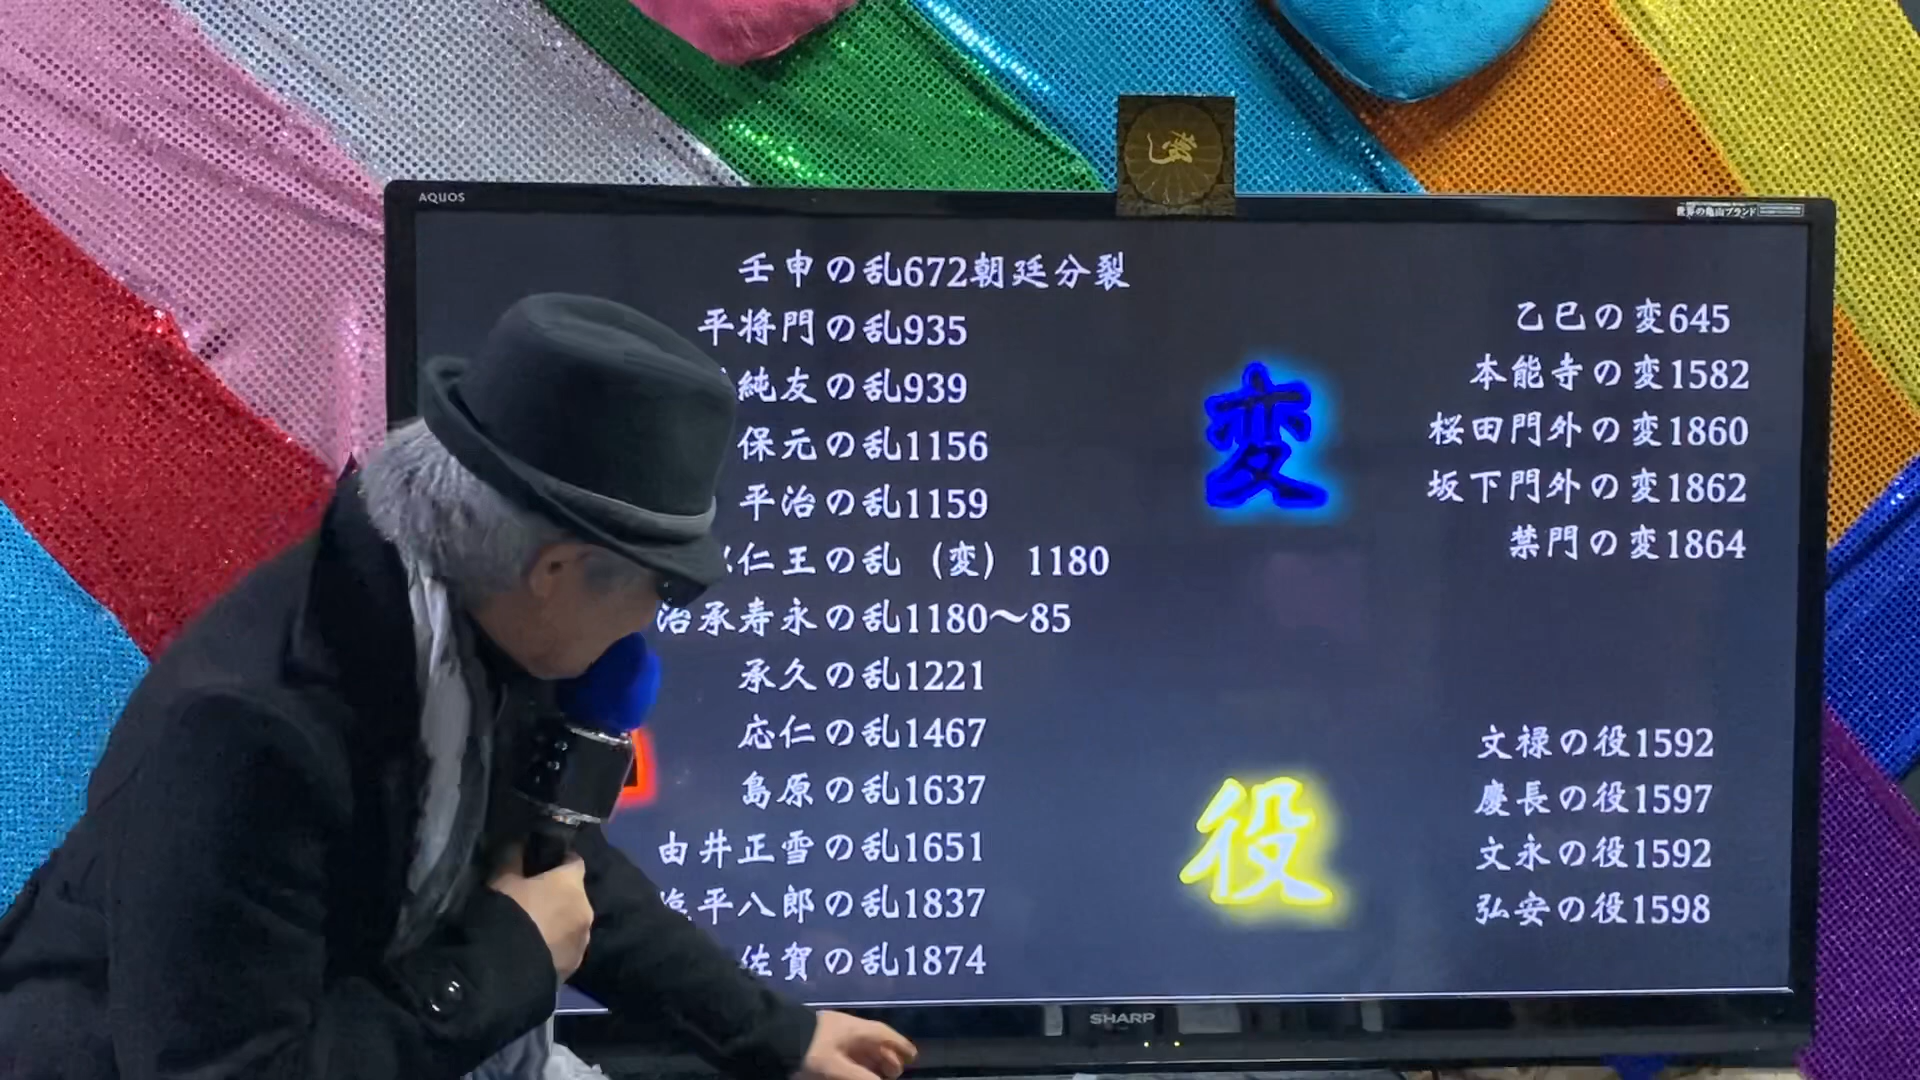 AQUOS
世界の亀山ブランド
壬申の乱672朝廷分裂
平将門の乱935
純友の乱939
保元の乱1156
平治の乱1159
仁王の乱（変）1180
治承寿永の乱1180〜85
承久の乱1221
応仁の乱1467
島原の乱1637
由井正雪の乱1651
塩平八郎の乱1837
佐賀の乱1874
変
乙巳の変645
本能寺の変1582
桜田門外の変1860
坂下門外の変1862
禁門の変1864
役
文禄の役1592
慶長の役1597
文永の役1592
弘安の役1598
SHARP